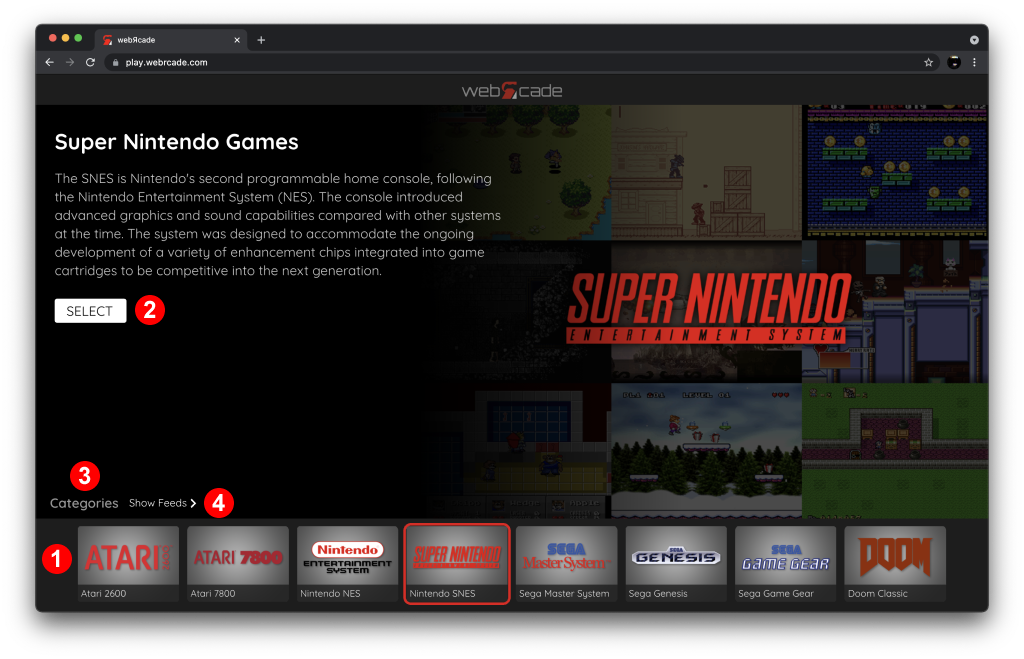 webЯcade
play.webrcade.com
webRcade
Super Nintendo Games
The SNES is Nintendo's second programmable home console, following
the Nintendo Entertainment System (NES). The console introduced
advanced graphics and sound capabilities compared with other systems
at the time. The system was designed to accommodate the ongoing
development of a variety of enhancement chips integrated into game
cartridges to be competitive into the next generation.
SELECT
2
SUPER NINTENDO
ENTERTAINMENT SYSTEM
LEVEL 01
3
Categories
Show Feeds
4
1
ATARI 2600
ATARI 7800
Nintendo
ENTERTAINMENT
SYSTEM
SUPER NINTENDO
SEGA
Master System
SEGA
GENESIS
SEGA
GAME GEAR
DOOM
Atari 2600
Atari 7800
Nintendo NES
Nintendo SNES
Sega Master System
Sega Genesis
Sega Game Gear
Doom Classic